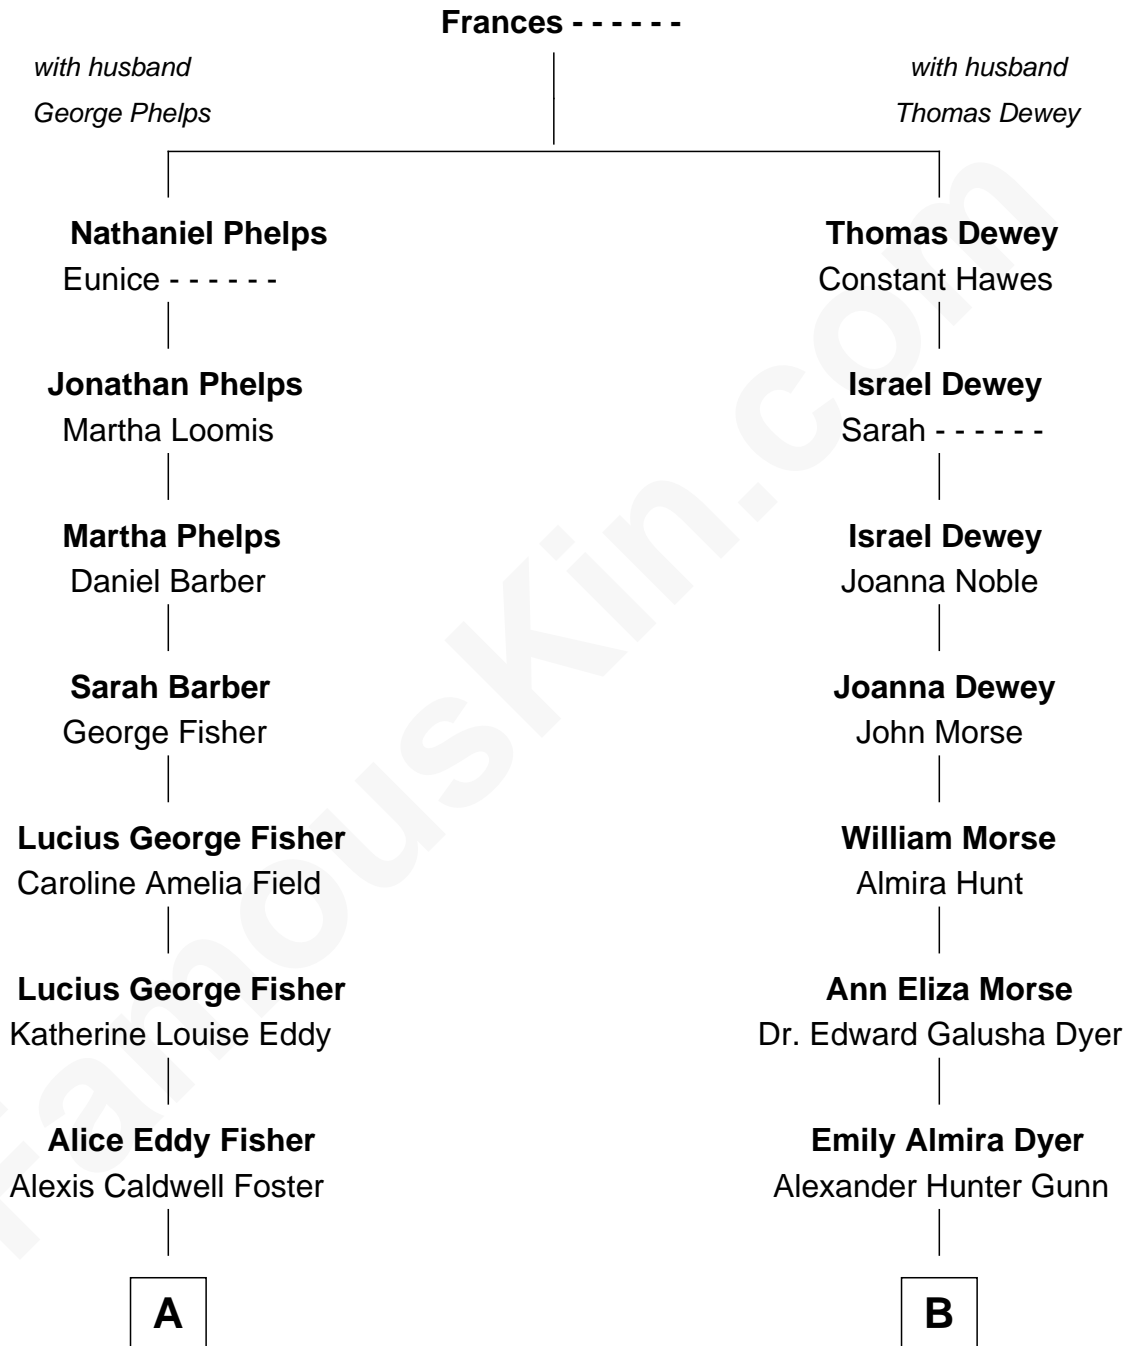 Frances - - - - - -
with husband
George Phelps
with husband
Thomas Dewey
Nathaniel Phelps
Eunice - - - - - -
Thomas Dewey
Constant Hawes
Jonathan Phelps
Martha Loomis
Israel Dewey
Sarah - - - - - -
Martha Phelps
Daniel Barber
Israel Dewey
Joanna Noble
Sarah Barber
George Fisher
Joanna Dewey
John Morse
Lucius George Fisher
Caroline Amelia Field
William Morse
Almira Hunt
Lucius George Fisher
Katherine Louise Eddy
Ann Eliza Morse
Dr. Edward Galusha Dyer
Alice Eddy Fisher
Alexis Caldwell Foster
Emily Almira Dyer
Alexander Hunter Gunn
A
B
FamousKin.com